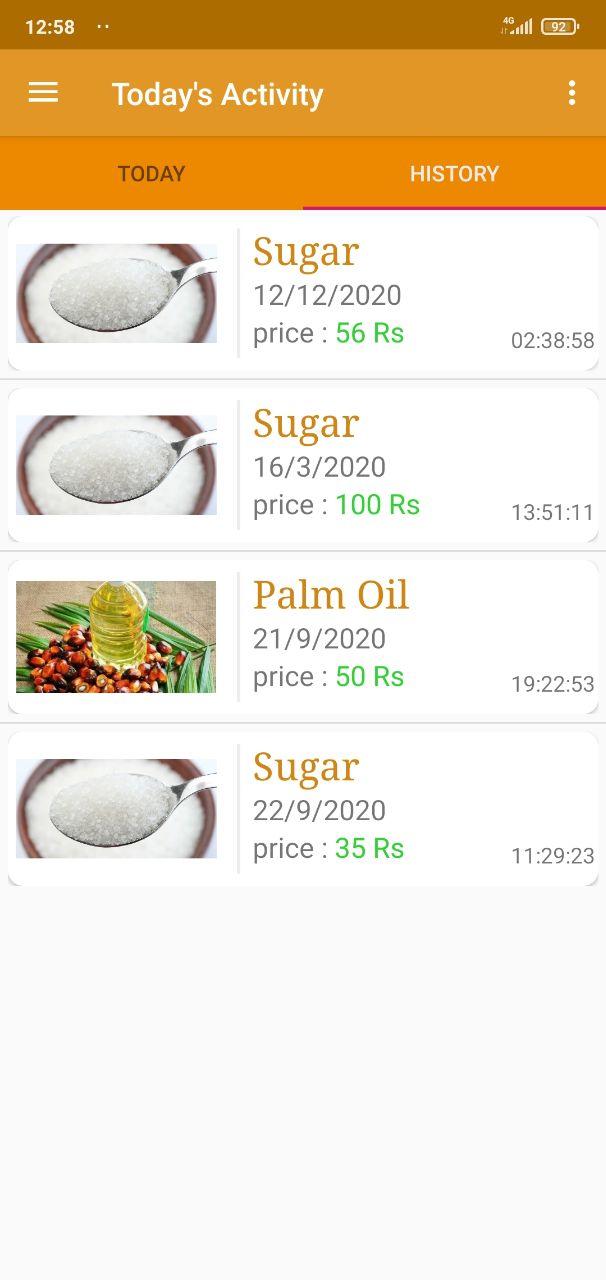 12:58
4G
92
Today's Activity
TODAY
HISTORY
Sugar
12/12/2020
price : 56 Rs
02:38:58
Sugar
16/3/2020
price : 100 Rs
13:51:11
Palm Oil
21/9/2020
price : 50 Rs
19:22:53
Sugar
22/9/2020
price : 35 Rs
11:29:23